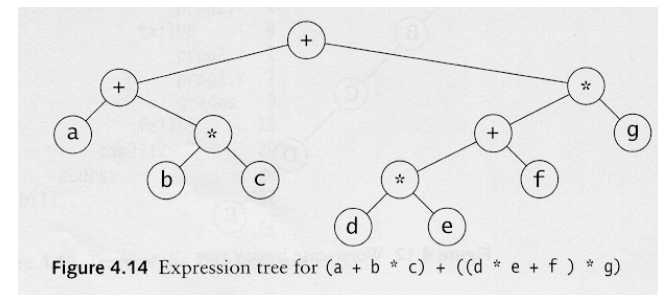 +
+ *
a * + g
b c * f
d e
Figure 4.14 Expression tree for (a + b * c) + ((d * e + f ) * g)